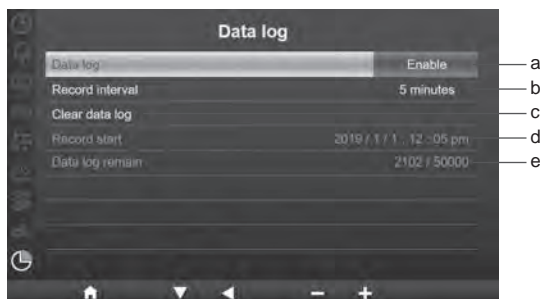 Data log
Data log Enable a
Record interval 5 minutes b
Clear data log c
Record start 2019 / 1 / 1 : 12 : 05 pm d
Data log remain 2102 / 50000 e